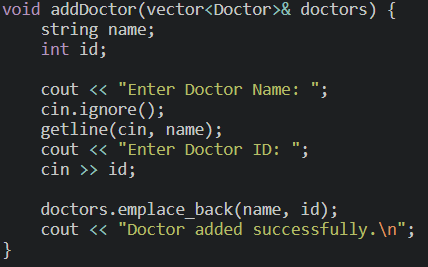 void addDoctor(vector<Doctor>& doctors) {
    string name;
    int id;

    cout << "Enter Doctor Name: ";
    cin.ignore();
    getline(cin, name);
    cout << "Enter Doctor ID: ";
    cin >> id;

    doctors.emplace_back(name, id);
    cout << "Doctor added successfully.\n";
}